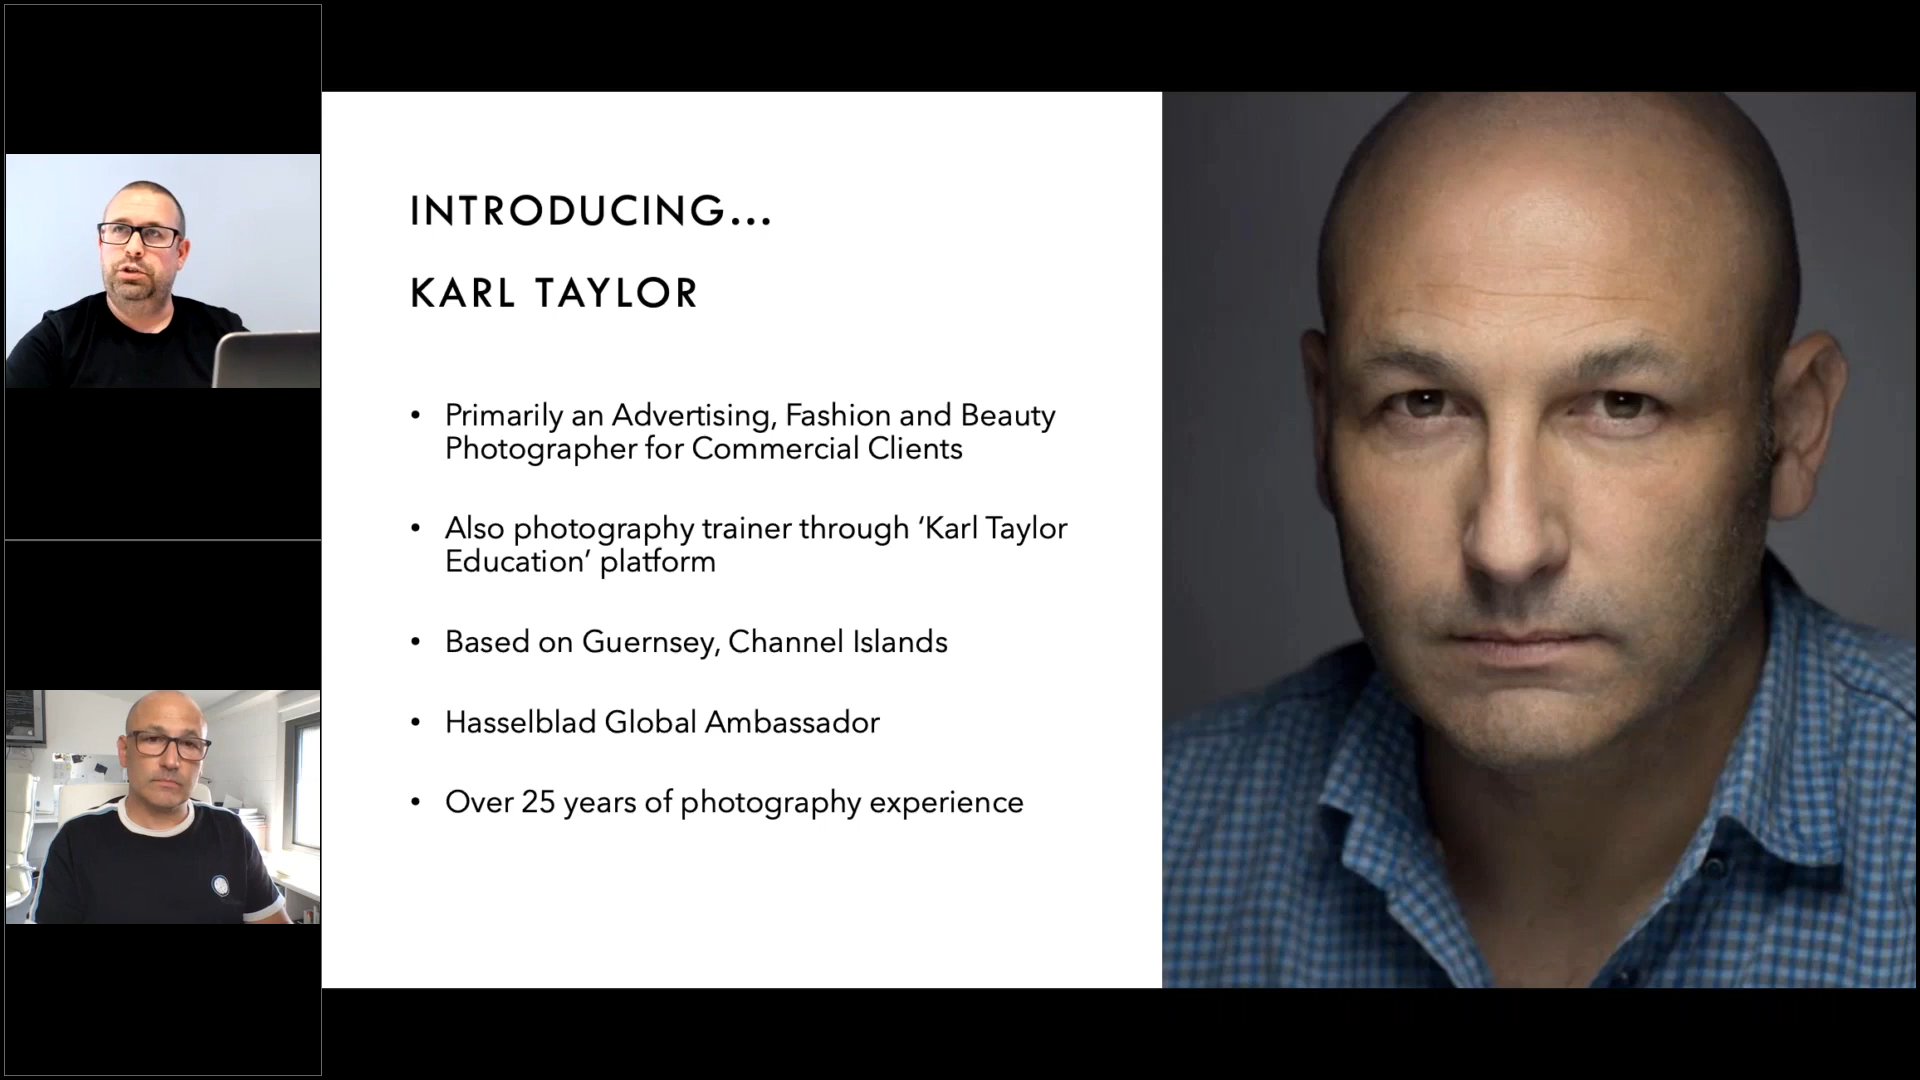 INTRODUCING...
KARL TAYLOR
• Primarily an Advertising, Fashion and Beauty
Photographer for Commercial Clients
• Also photography trainer through ‘Karl Taylor
Education’ platform
• Based on Guernsey, Channel Islands
• Hasselblad Global Ambassador
• Over 25 years of photography experience